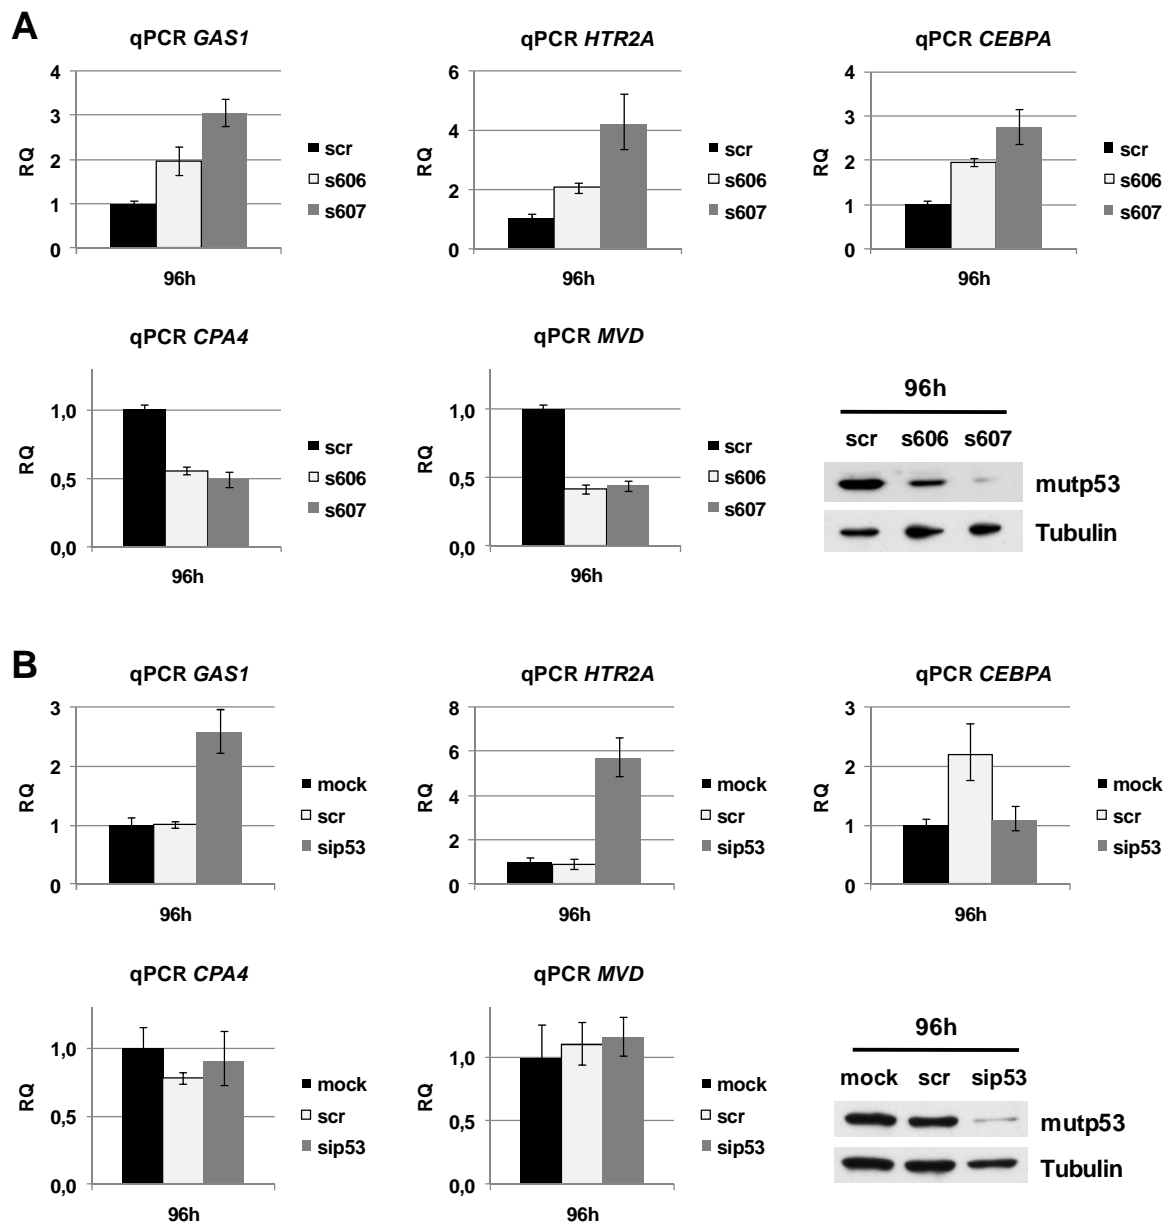 A
qPCR GAS1
4
3
2
1
0
RQ
96h
scr
s606
s607
qPCR HTR2A
6
4
2
0
RQ
96h
scr
s606
s607
qPCR CEBPA
4
3
2
1
0
RQ
96h
scr
s606
s607
qPCR CPA4
1,0
0,5
0,0
RQ
96h
scr
s606
s607
qPCR MVD
1,0
0,5
0,0
RQ
96h
scr
s606
s607
96h
scr s606 s607
mutp53
Tubulin
B
qPCR GAS1
3
2
1
0
RQ
96h
mock
scr
sip53
qPCR HTR2A
8
6
4
2
0
RQ
96h
mock
scr
sip53
qPCR CEBPA
3
2
1
0
RQ
96h
mock
scr
sip53
qPCR CPA4
1,0
0,5
0,0
RQ
96h
mock
scr
sip53
qPCR MVD
1,0
0,5
0,0
RQ
96h
mock
scr
sip53
96h
mock scr sip53
mutp53
Tubulin